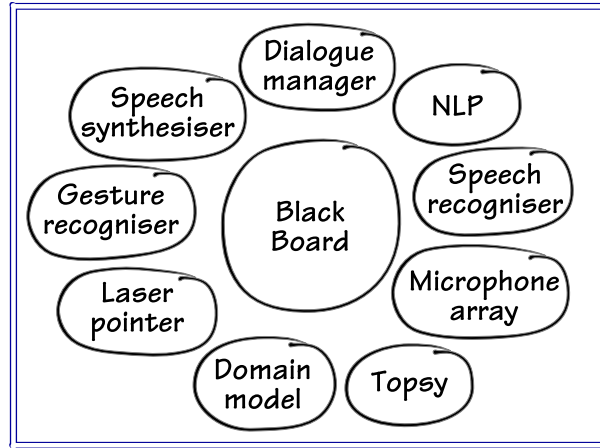 Dialogue
manager
Speech
synthesiser
NLP
Gesture
recogniser
Black
Board
Speech
recogniser
Laser
pointer
Microphone
array
Domain
model
Topsy